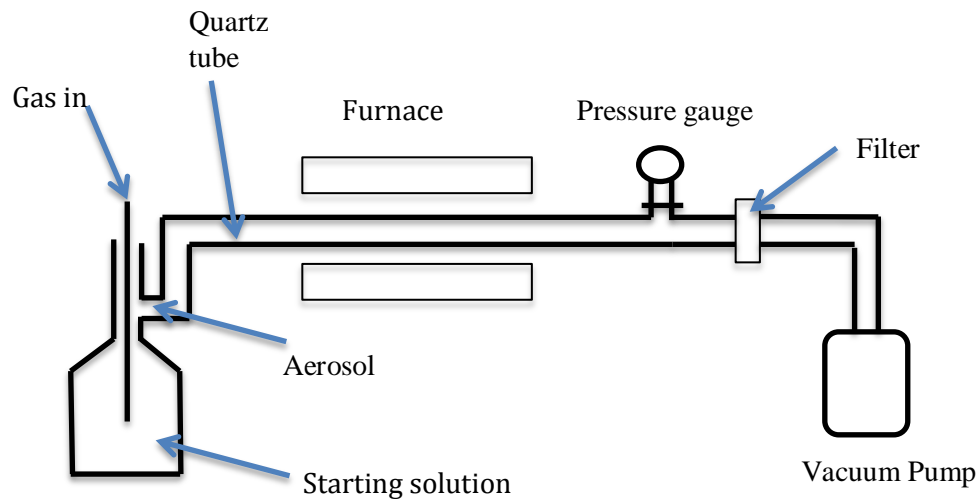 Quartz
tube
Gas in
Furnace
Pressure gauge
Filter
Aerosol
Starting solution
Vacuum Pump